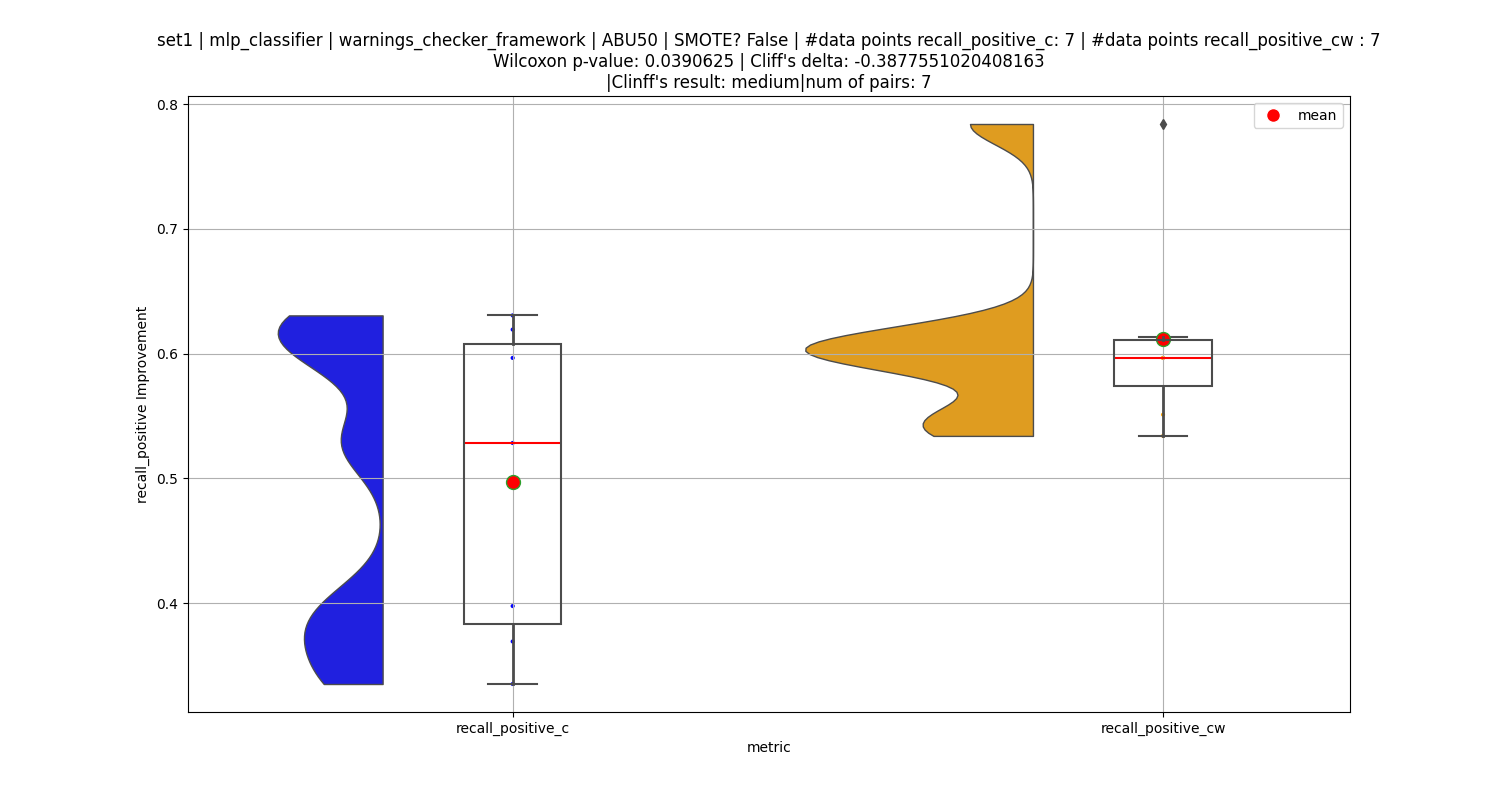 set1 | mlp_classifier | warnings_checker_framework | ABU50 | SMOTE? False | #data points recall_positive_c: 7 | #data points recall_positive_cw : 7
Wilcoxon p-value: 0.0390625 | Cliff's delta: -0.3877551020408163
|Clinff's result: medium|num of pairs: 7
mean
0.8
0.7
0.6
0.5
0.4
recall_positive Improvement
recall_positive_c
recall_positive_cw
metric